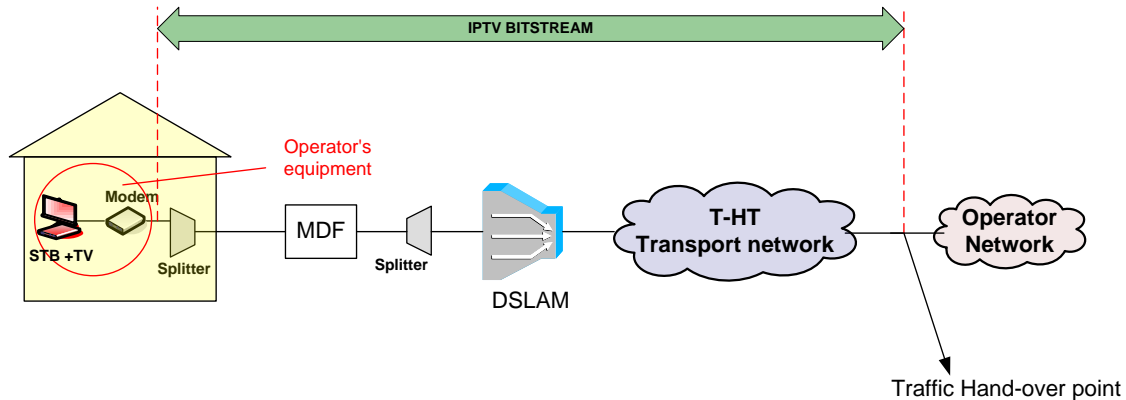 IPTV BITSTREAM
Operator's
equipment
Modem
STB +TV
Splitter
MDF
Splitter
DSLAM
T-HT
Transport network
Operator
Network
Traffic Hand-over point